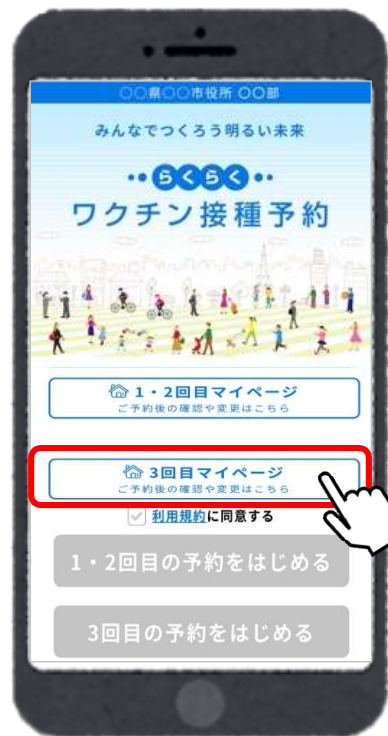 ○○県○○市役所 ○○部
みんなでつくろう明るい未来
・・らくらく・・
ワクチン接種予約
1・2回目マイページ
ご予約後の確認や変更はこちら
3回目マイページ
ご予約後の確認や変更はこちら
利用規約に同意する
1・2回目の予約をはじめる
3回目の予約をはじめる